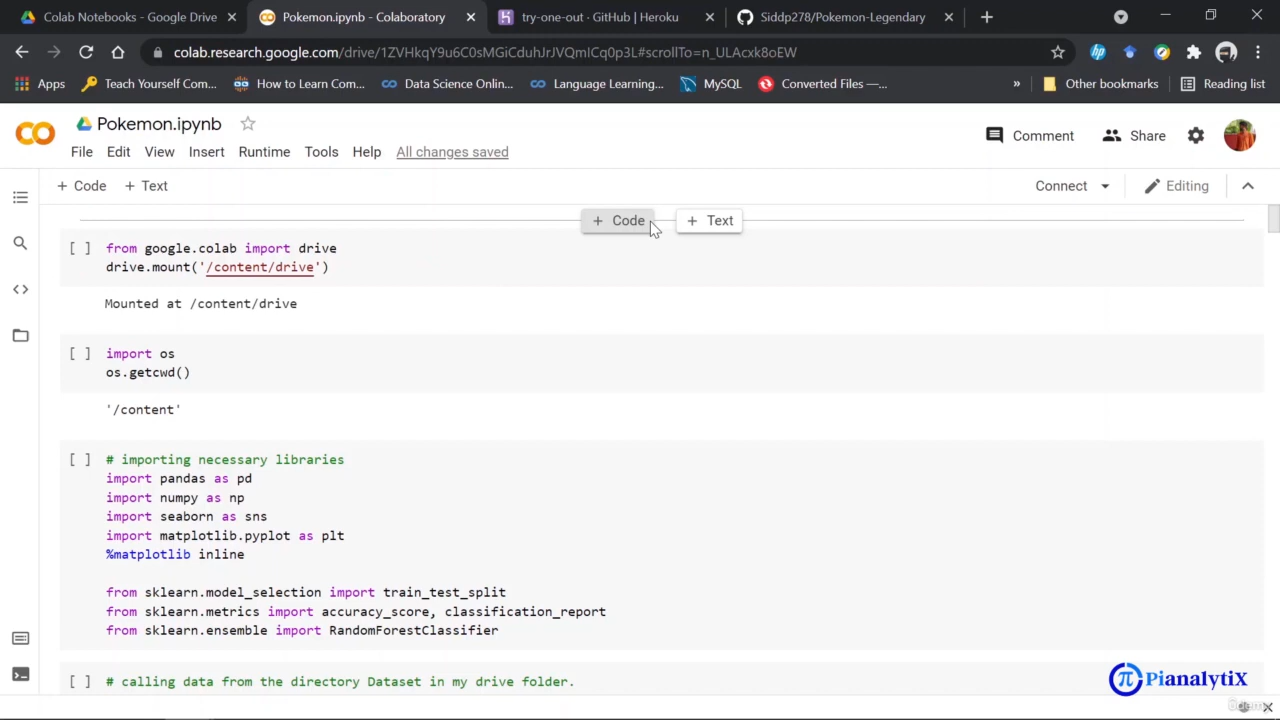 Colab Notebooks - Google Drive
Pokemon.ipynb - Colaboratory
try-one-out · GitHub | Heroku
Siddp278/Pokemon-Legendary
colab.research.google.com/drive/1ZVHkqY9u6C0sMGiCduhJrJVQmICq0p3L#scrollTo=n_ULAcxk8oEW
Apps
Teach Yourself Com...
How to Learn Com...
Data Science Onlin...
Language Learning...
MySQL
Converted Files —...
»
Other bookmarks
Reading list
CO
Pokemon.ipynb
Comment
Share
File Edit View Insert Runtime Tools Help All changes saved
+ Code + Text
Connect
Editing
+ Code
+ Text
[ ] from google.colab import drive
drive.mount('/content/drive')
Mounted at /content/drive
[ ] import os
os.getcwd()
'/content'
[ ] # importing necessary libraries
import pandas as pd
import numpy as np
import seaborn as sns
import matplotlib.pyplot as plt
%matplotlib inline
from sklearn.model_selection import train_test_split
from sklearn.metrics import accuracy_score, classification_report
from sklearn.ensemble import RandomForestClassifier
[ ] # calling data from the directory Dataset in my drive folder.
π PianalytiX